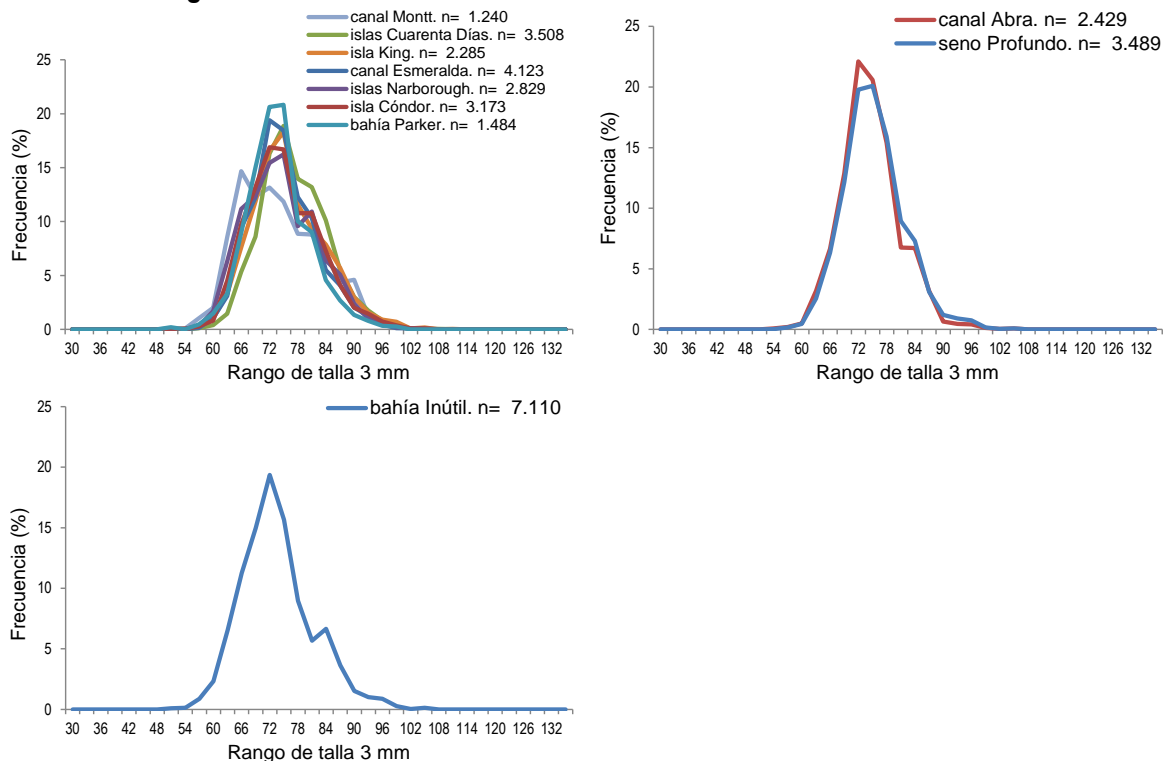 canal Montt. n= 1.240
islas Cuarenta Días. n= 3.508
isla King. n= 2.285
canal Esmeralda. n= 4.123
islas Narborough. n= 2.829
isla Cóndor. n= 3.173
bahía Parker. n= 1.484
25
20
15
10
5
0
Frecuencia (%)
30 36 42 48 54 60 66 72 78 84 90 96 102 108 114 120 126 132
Rango de talla 3 mm
canal Abra. n= 2.429
seno Profundo. n= 3.489
25
20
15
10
5
0
Frecuencia (%)
30 36 42 48 54 60 66 72 78 84 90 96 102 108 114 120 126 132
Rango de talla 3 mm
bahía Inútil. n= 7.110
25
20
15
10
5
0
Frecuencia (%)
30 36 42 48 54 60 66 72 78 84 90 96 102 108 114 120 126 132
Rango de talla 3 mm